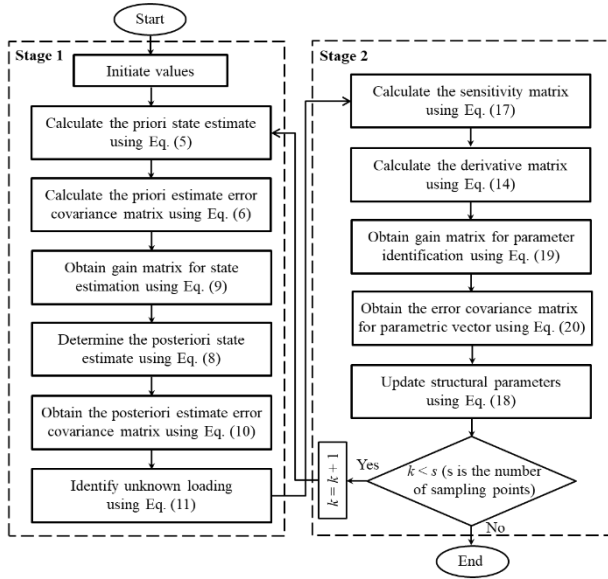 Start
Stage 1
Initiate values
Calculate the priori state estimate
using Eq. (5)
Calculate the priori estimate error
covariance matrix using Eq. (6)
Obtain gain matrix for state
estimation using Eq. (9)
Determine the posteriori state
estimate using Eq. (8)
Obtain the posteriori estimate error
covariance matrix using Eq. (10)
Identify unknown loading
using Eq. (11)
Stage 2
Calculate the sensitivity matrix
using Eq. (17)
Calculate the derivative matrix
using Eq. (14)
Obtain gain matrix for parameter
identification using Eq. (19)
Obtain the error covariance matrix
for parametric vector using Eq. (20)
Update structural parameters
using Eq. (18)
k < s (s is the number
of sampling points)
Yes
k = k + 1
No
End